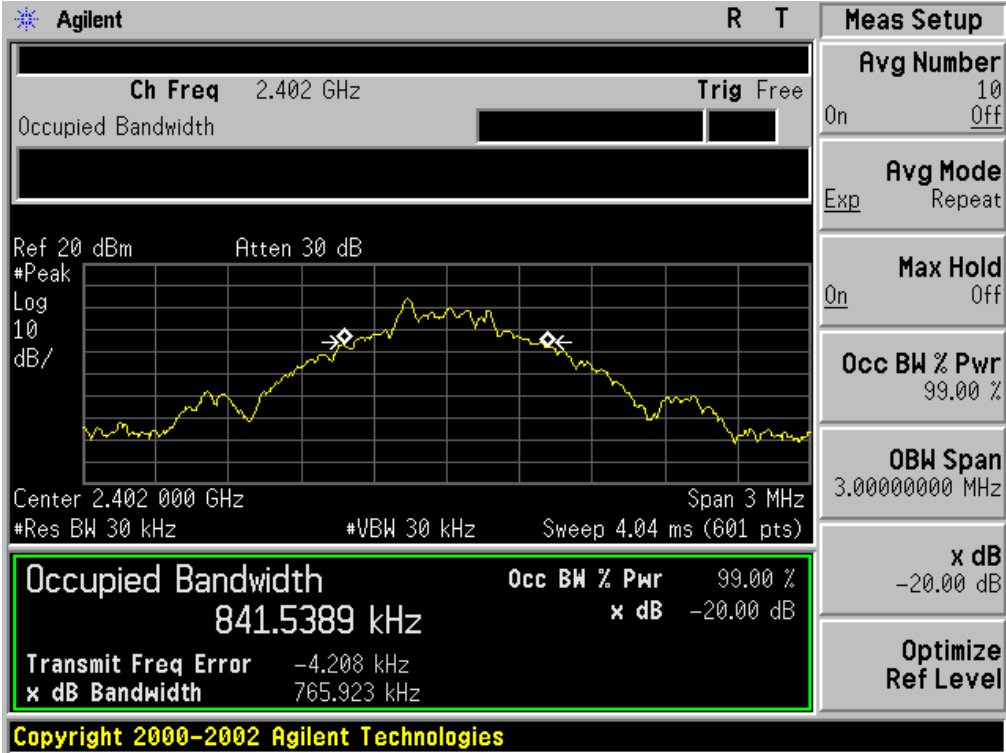 Agilent R T
Ch Freq 2.402 GHz Trig Free
Occupied Bandwidth
Ref 20 dBm Atten 30 dB
#Peak
Log
10
dB/
Center 2.402 000 GHz Span 3 MHz
#Res BW 30 kHz #VBW 30 kHz Sweep 4.04 ms (601 pts)
Occupied Bandwidth
841.5389 kHz
Occ BW % Pwr 99.00 %
x dB -20.00 dB
Transmit Freq Error -4.208 kHz
x dB Bandwidth 765.923 kHz
Copyright 2000-2002 Agilent Technologies
Meas Setup
Avg Number
10
On Off
Avg Mode
Exp Repeat
Max Hold
On Off
Occ BW % Pwr
99.00 %
OBW Span
3.00000000 MHz
x dB
-20.00 dB
Optimize
Ref Level